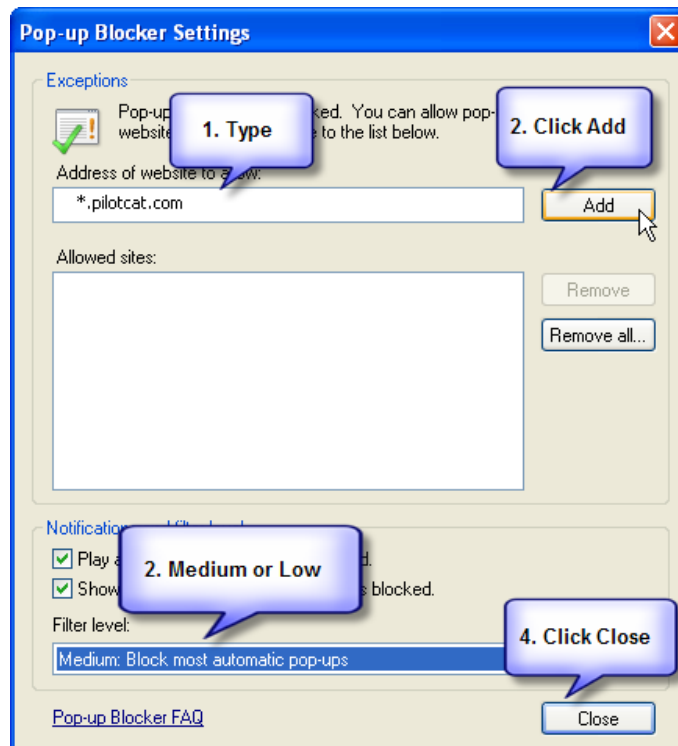 Pop-up Blocker Settings
Exceptions
Pop-up ked. You can allow pop-
website e to the list below.
1. Type
2. Click Add
Address of website to a ow:
*.pilotcat.com
Add
Allowed sites:
Remove
Remove all...
Notification
Play a d.
2. Medium or Low
Show s blocked.
Filter level:
4. Click Close
Medium: Block most automatic pop-ups
Pop-up Blocker FAQ
Close